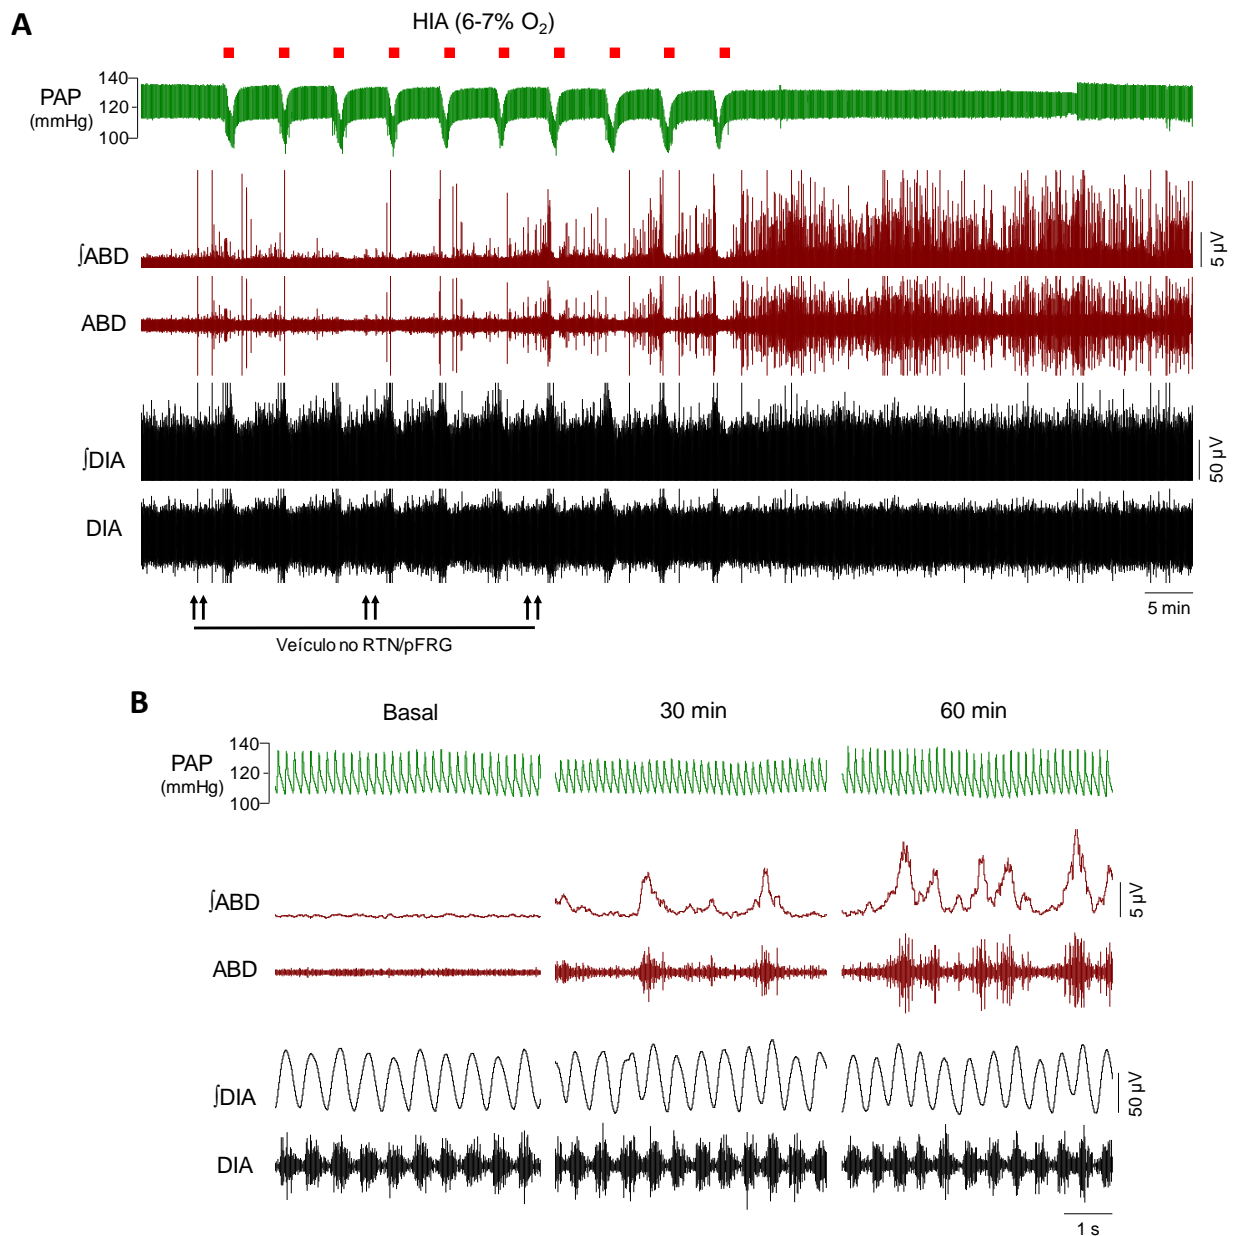 A
HIA (6-7% O₂)
PAP
(mmHg)
140
120
100
∫ABD
5 µV
ABD
∫DIA
50 µV
DIA
5 min
Veículo no RTN/pFRG
B
Basal
30 min
60 min
PAP
(mmHg)
140
120
100
∫ABD
5 µV
ABD
∫DIA
50 µV
DIA
1 s